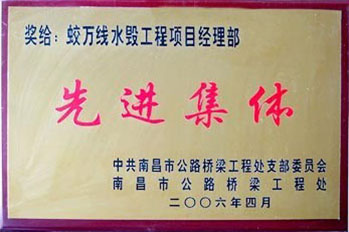 奖给：蛟万线水毁工程项目经理部
先进集体
中共南昌市公路桥梁工程处支部委员会
南昌市公路桥梁工程处
二〇〇六年四月